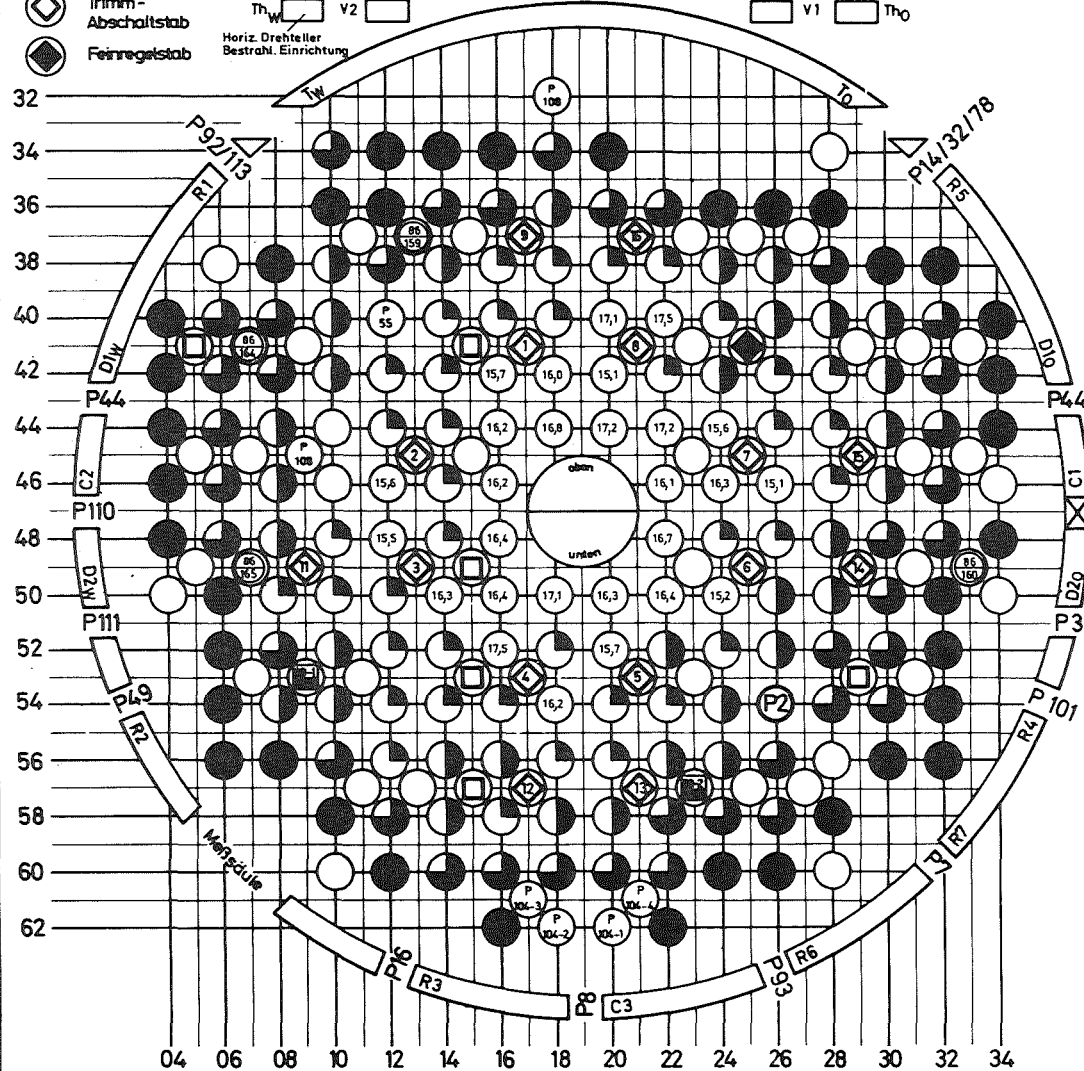 Trimm-
Abschaltstab
Feinregelstab
Th W V2
Horiz. Drehteller
Bestrahl. Einrichtung
V1 Th O
32
34
36
38
40
42
44
46
48
50
52
54
56
58
60
62
TW TO
P 108
P92/113 P14/32/78
R1 R5
86 159 9 16
P 55 17,1 17,5
86 164 1 8
D1W D1O
15,7 16,0 15,1
P44 P44
16,2 16,8 17,2 17,2 15,6
P 108 2 oben 7 15
C2 15,6 16,2 16,1 16,3 15,1 C1
P110
15,5 16,4 unten 16,7
86 165 11 3 6 14 86 160
D2W 16,3 16,4 17,1 16,3 16,4 15,2 D2O
P111 P3
17,5 15,7
4 5
P49 16,2 P2 P 101
R2 R4
12 13
Meßsäule P7 R7
P 104-3 P 104-4
P 104-2 P 104-1
P16 R3 P8 C3 P93 R6
04 06 08 10 12 14 16 18 20 22 24 26 28 30 32 34